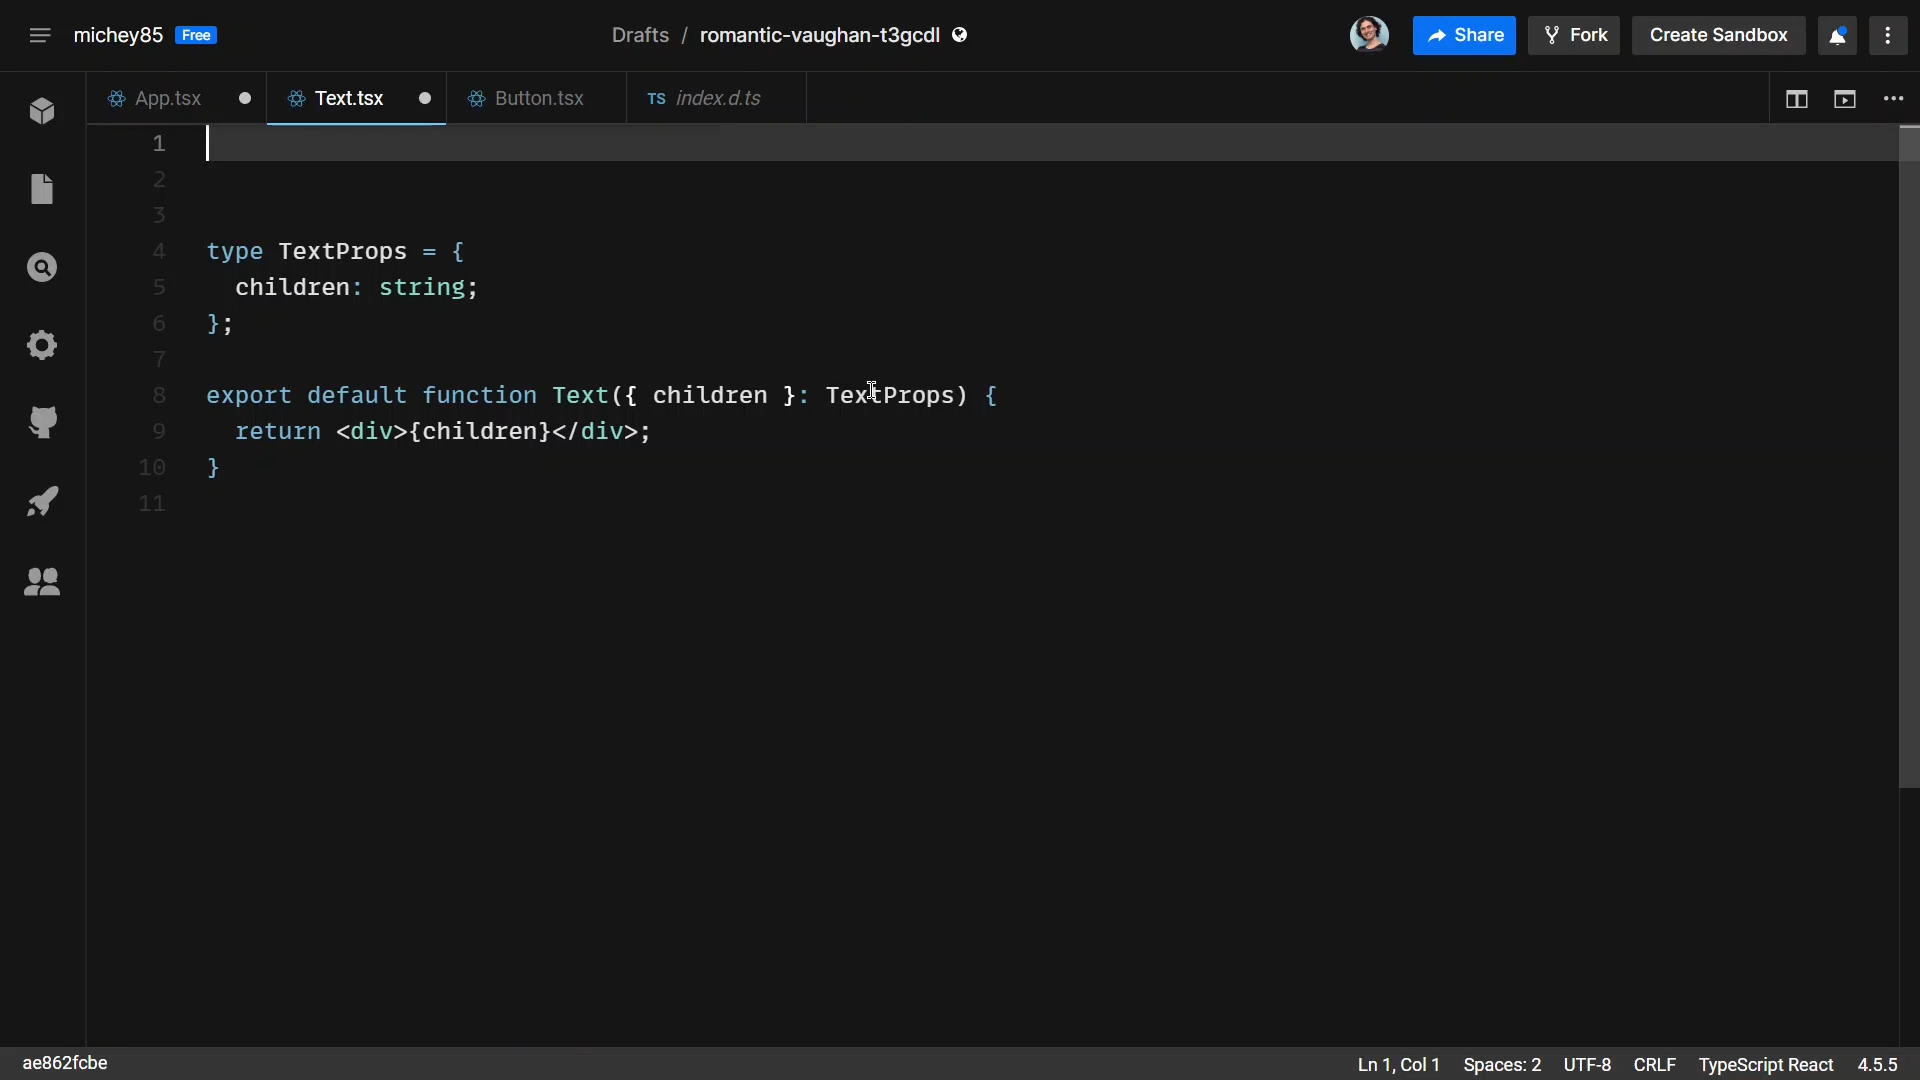 michey85 Free Drafts / romantic-vaughan-t3gcdl Share Fork Create Sandbox
App.tsx Text.tsx Button.tsx TS index.d.ts
1
2
3
4 type TextProps = {
5 children: string;
6 };
7
8 export default function Text({ children }: TextProps) {
9 return <div>{children}</div>;
10 }
11
ae862fcbe Ln 1, Col 1 Spaces: 2 UTF-8 CRLF TypeScript React 4.5.5